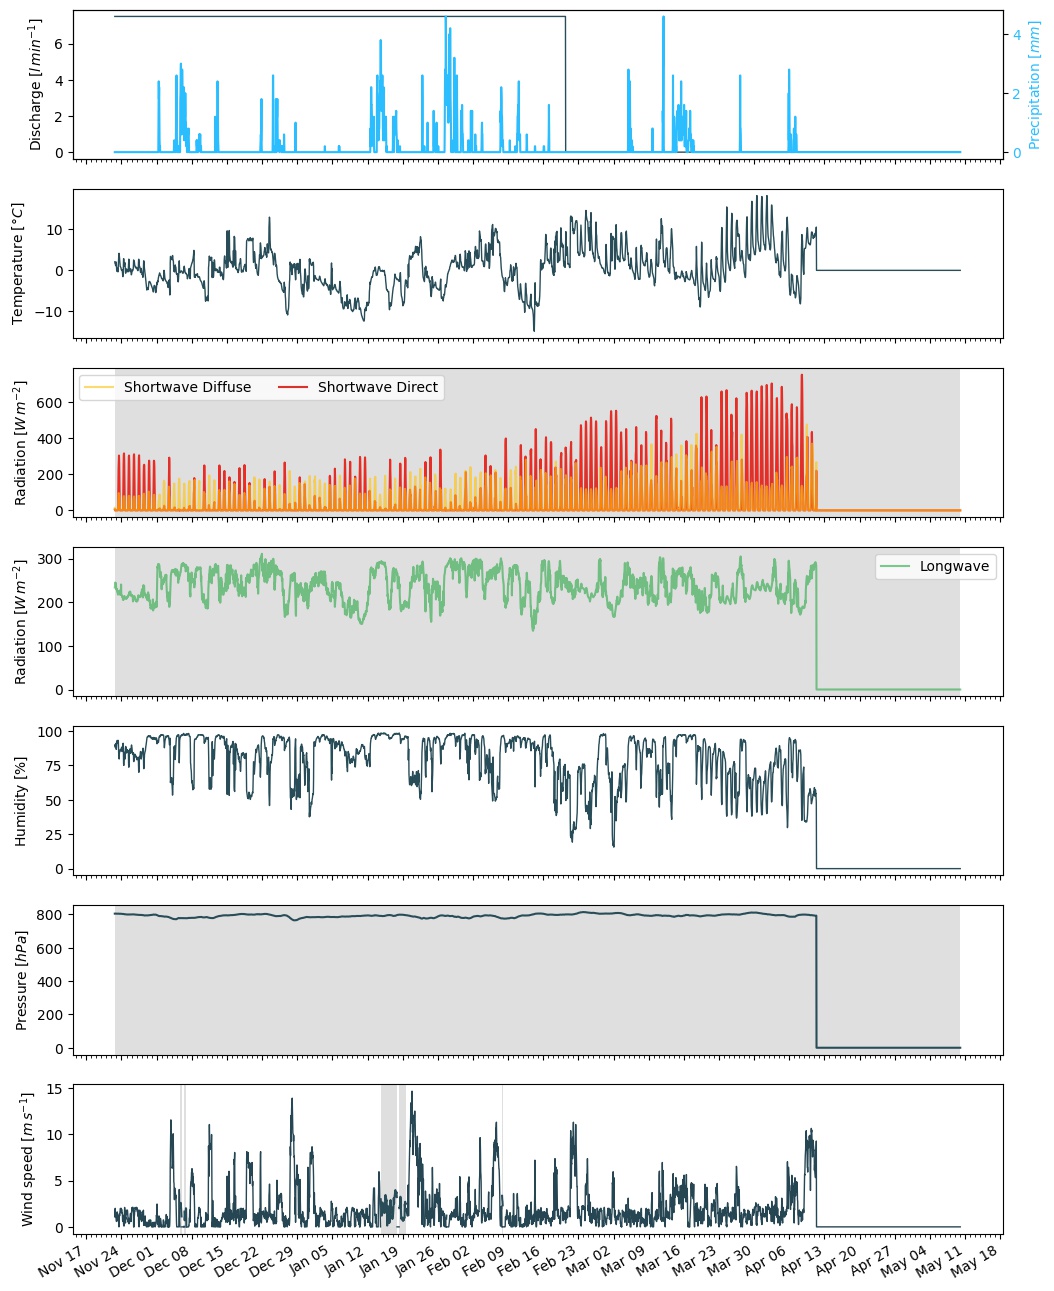 Discharge [l min⁻¹]
6
4
2
0
4
2
0
Precipitation [mm]
Temperature [°C]
10
0
−10
Radiation [W m⁻²]
600
400
200
0
Shortwave Diffuse
Shortwave Direct
Radiation [W m⁻²]
300
200
100
0
Longwave
Humidity [%]
100
75
50
25
0
Pressure [hPa]
800
600
400
200
0
Wind speed [m s⁻¹]
15
10
5
0
Nov 17
Nov 24
Dec 01
Dec 08
Dec 15
Dec 22
Dec 29
Jan 05
Jan 12
Jan 19
Jan 26
Feb 02
Feb 09
Feb 16
Feb 23
Mar 02
Mar 09
Mar 16
Mar 23
Mar 30
Apr 06
Apr 13
Apr 20
Apr 27
May 04
May 11
May 18